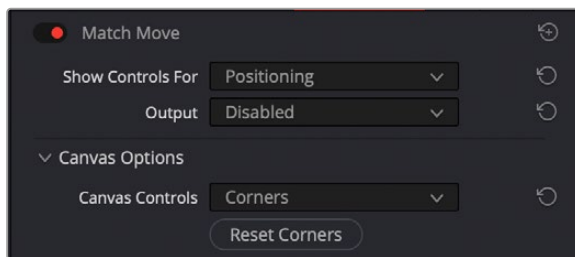 Match Move
Show Controls For Positioning
Output Disabled
Canvas Options
Canvas Controls Corners
Reset Corners